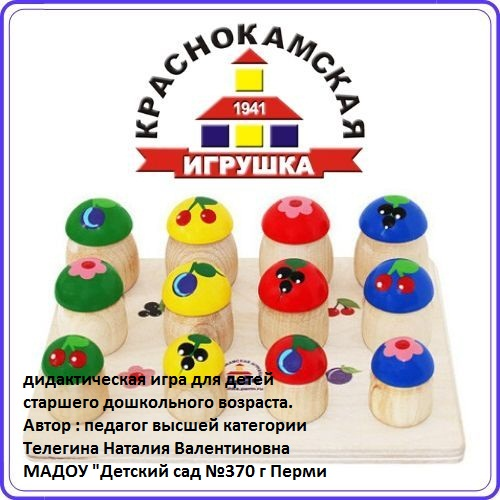 КРАСНОКАМСКАЯ
1941
ИГРУШКА
дидактическая игра для детей
старшего дошкольного возраста.
Автор : педагог высшей категории
Телегина Наталия Валентиновна
МАДОУ "Детский сад №370 г Перми